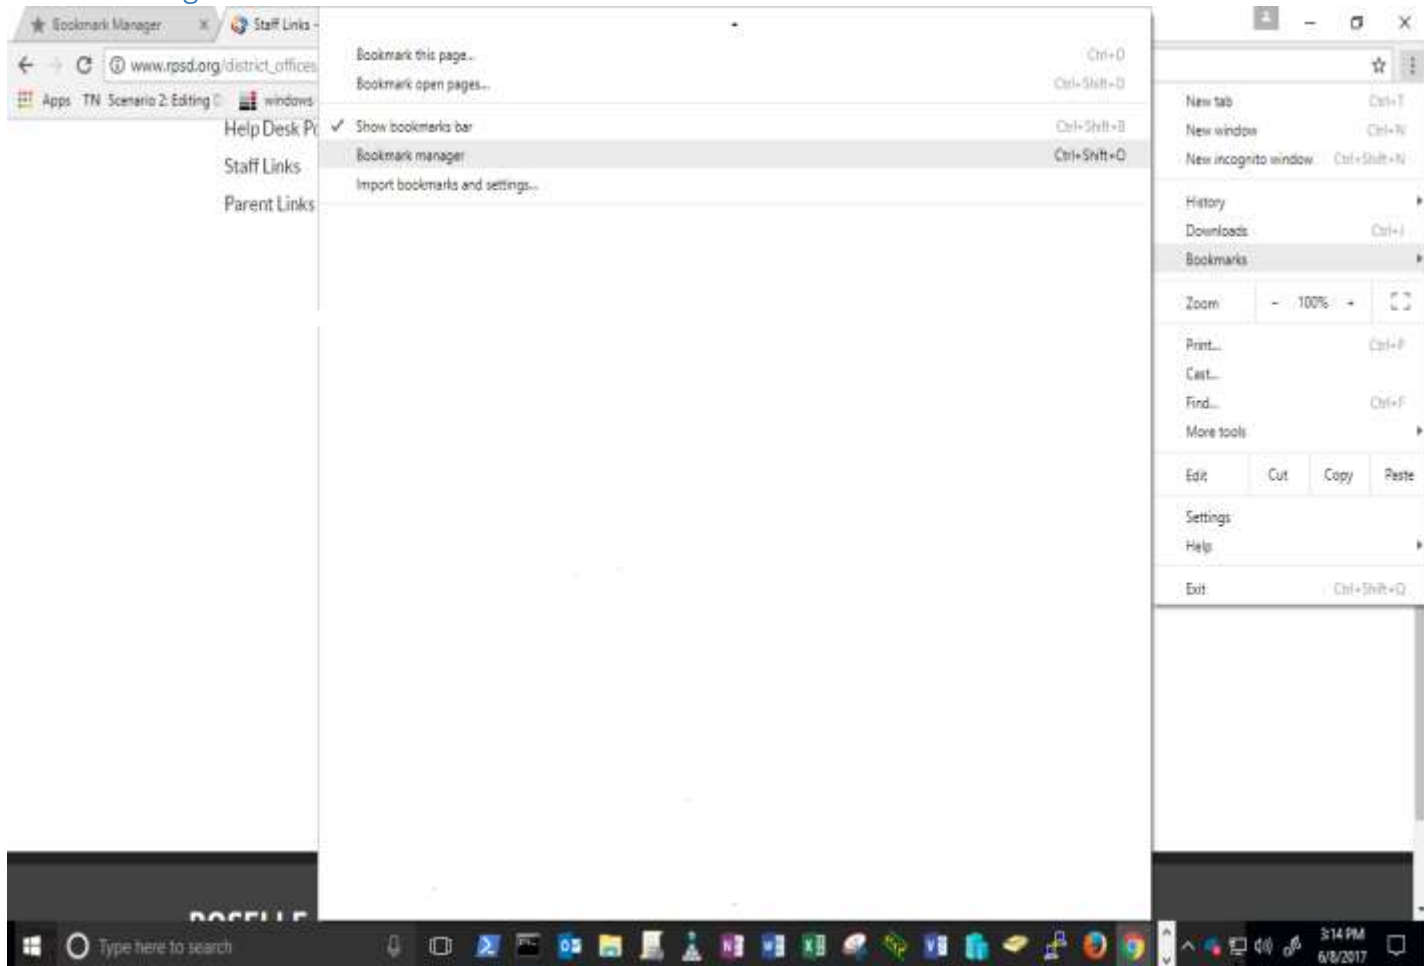 Bookmark Manager x Staff Links -
www.rpsd.org/district_offices
Apps TN Scenario 2: Editing windows
Help Desk
Staff Links
Parent Links
Bookmark this page... Ctrl+D
Bookmark open pages... Ctrl+Shift+D
✓ Show bookmarks bar Ctrl+Shift+B
Bookmark manager Ctrl+Shift+O
Import bookmarks and settings...
New tab Ctrl+T
New window Ctrl+N
New incognito window Ctrl+Shift+N
History
Downloads Ctrl+J
Bookmarks
Zoom - 100% +
Print... Ctrl+P
Cast...
Find... Ctrl+F
More tools
Edit Cut Copy Paste
Settings
Help
Exit Ctrl+Shift+Q
ROSELLE
Type here to search
3:14 PM
6/8/2017